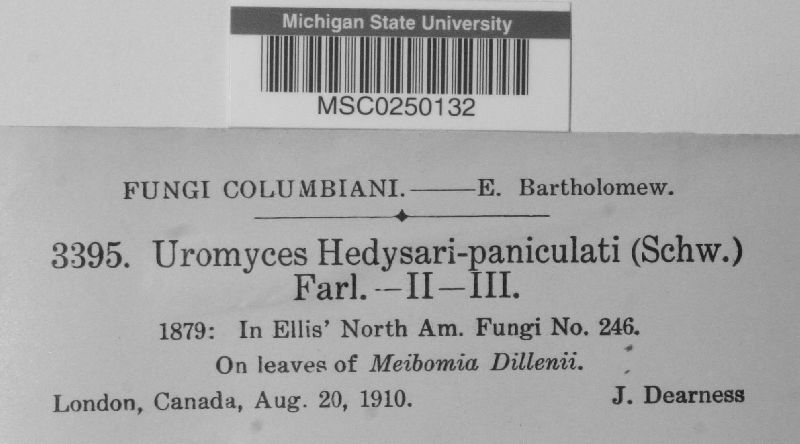 Michigan State University
MSC0250132
FUNGI COLUMBIANI.——E. Bartholomew.
3395. Uromyces Hedysari-paniculati (Schw.)
Farl.—II—III.
1879: In Ellis' North Am. Fungi No. 246.
On leaves of Meibomia Dillenii.
London, Canada, Aug. 20, 1910. J. Dearness